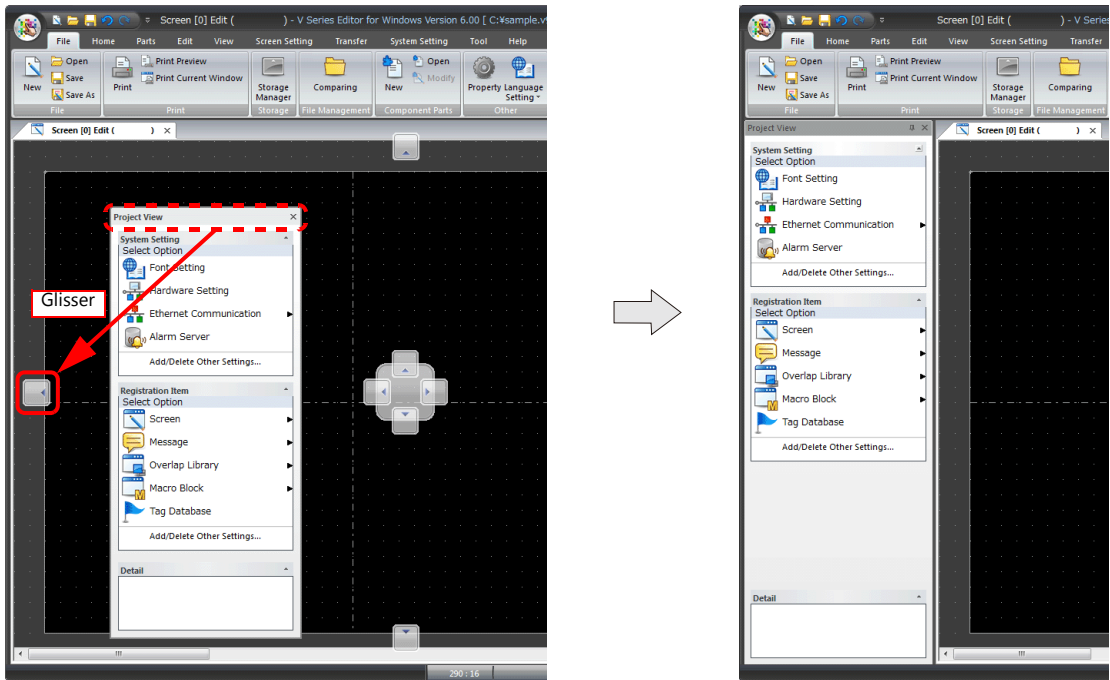 Screen [0] Edit ( ) - V Series Editor for Windows Version 6.00 [ C:¥sample.v
File Home Parts Edit View Screen Setting Transfer System Setting Tool Help
New
Open
Save
Save As
Print
Print Preview
Print Current Window
Storage Manager
Comparing
New
Open
Modify
Property
Language Setting
File Print Storage File Management Component Parts Other
Screen [0] Edit ( ) ×
Project View ×
System Setting
Select Option
Font Setting
Hardware Setting
Ethernet Communication
Alarm Server
Add/Delete Other Settings...
Registration Item
Select Option
Screen
Message
Overlap Library
Macro Block
Tag Database
Add/Delete Other Settings...
Detail
Glisser
290 : 16
Screen [0] Edit ( ) - V Series
File Home Parts Edit View Screen Setting Transfer
New
Open
Save
Save As
Print
Print Preview
Print Current Window
Storage Manager
Comparing
File Print Storage File Management
Project View ×
Screen [0] Edit ( ) ×
System Setting
Select Option
Font Setting
Hardware Setting
Ethernet Communication
Alarm Server
Add/Delete Other Settings...
Registration Item
Select Option
Screen
Message
Overlap Library
Macro Block
Tag Database
Add/Delete Other Settings...
Detail